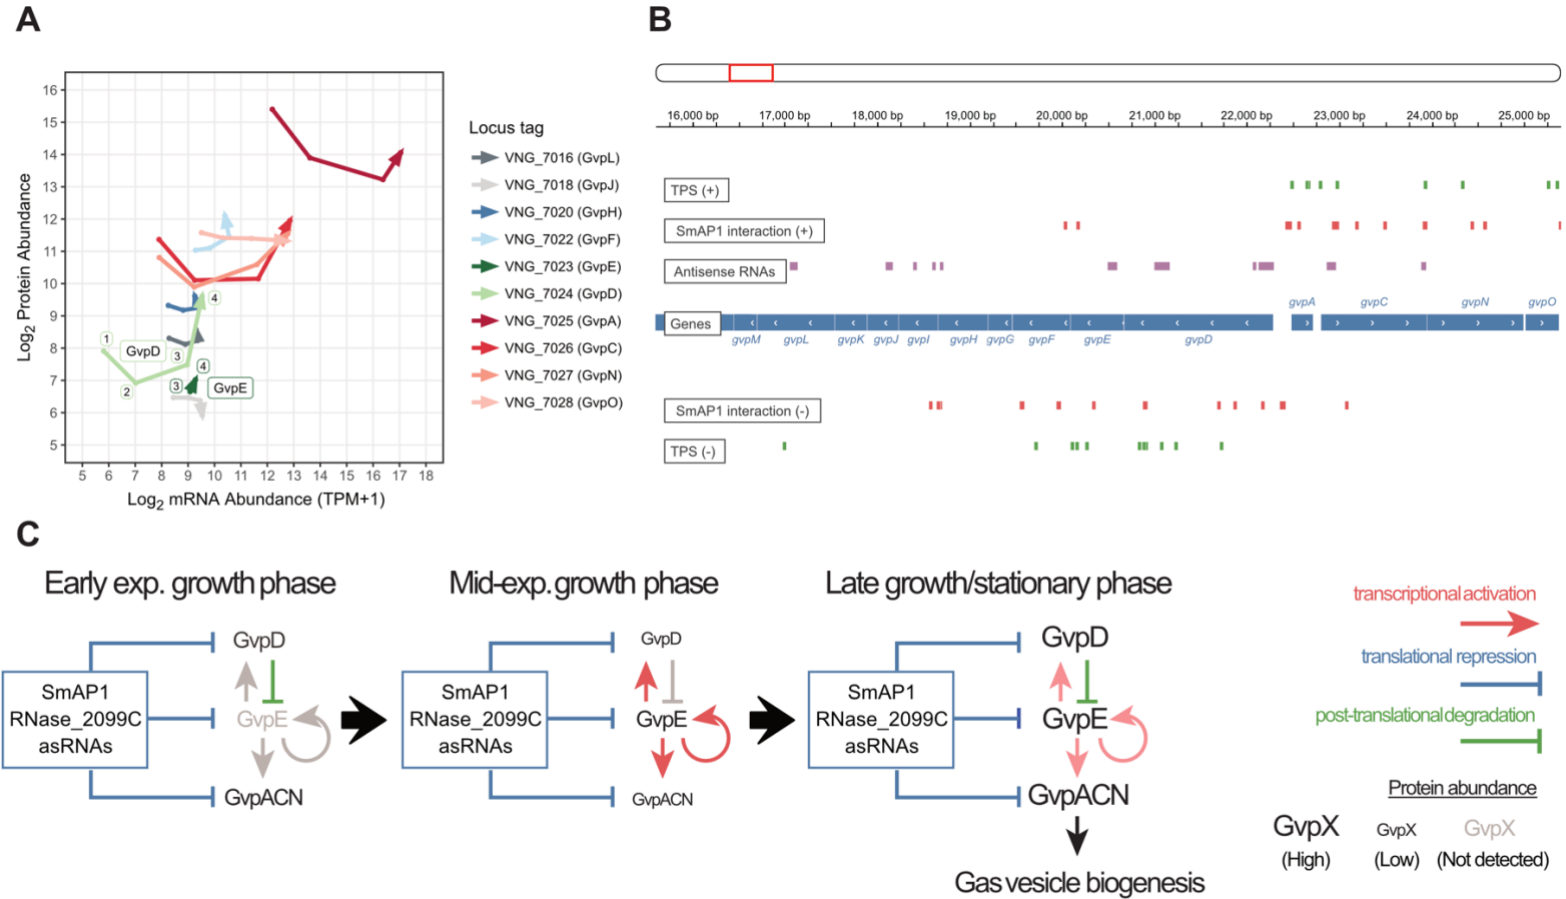 A
16
15
14
13
12
11
10
9
8
7
6
5
Log2 Protein Abundance
5 6 7 8 9 10 11 12 13 14 15 16 17 18
Log2 mRNA Abundance (TPM+1)
1
GvpD
2
3
4
3
4
GvpE
Locus tag
VNG_7016 (GvpL)
VNG_7018 (GvpJ)
VNG_7020 (GvpH)
VNG_7022 (GvpF)
VNG_7023 (GvpE)
VNG_7024 (GvpD)
VNG_7025 (GvpA)
VNG_7026 (GvpC)
VNG_7027 (GvpN)
VNG_7028 (GvpO)
B
16,000 bp 17,000 bp 18,000 bp 19,000 bp 20,000 bp 21,000 bp 22,000 bp 23,000 bp 24,000 bp 25,000 bp
TPS (+)
SmAP1 interaction (+)
Antisense RNAs
gvpA gvpC gvpN gvpO
Genes
gvpM gvpL gvpK gvpJ gvpI gvpH gvpG gvpF gvpE gvpD
SmAP1 interaction (-)
TPS (-)
C
Early exp. growth phase
SmAP1
RNase_2099C
asRNAs
GvpD
GvpE
GvpACN
Mid-exp. growth phase
SmAP1
RNase_2099C
asRNAs
GvpD
GvpE
GvpACN
Late growth/stationary phase
SmAP1
RNase_2099C
asRNAs
GvpD
GvpE
GvpACN
Gas vesicle biogenesis
transcriptional activation
translational repression
post-translational degradation
Protein abundance
GvpX GvpX GvpX
(High) (Low) (Not detected)